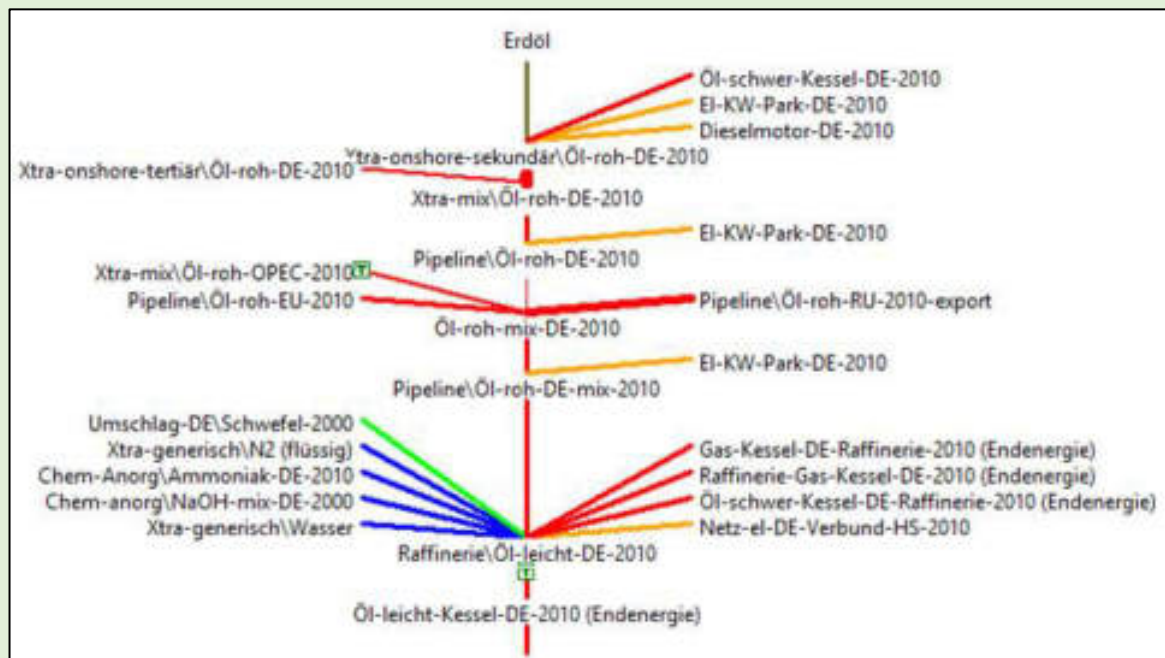 Erdöl
Öl-schwer-Kessel-DE-2010
El-KW-Park-DE-2010
Dieselmotor-DE-2010
Xtra-onshore-sekundär\Öl-roh-DE-2010
Xtra-onshore-tertiär\Öl-roh-DE-2010
Xtra-mix\Öl-roh-DE-2010
El-KW-Park-DE-2010
Pipeline\Öl-roh-DE-2010
Xtra-mix\Öl-roh-OPEC-2010
Pipeline\Öl-roh-EU-2010
Pipeline\Öl-roh-RU-2010-export
Öl-roh-mix-DE-2010
El-KW-Park-DE-2010
Pipeline\Öl-roh-DE-mix-2010
Umschlag-DE\Schwefel-2000
Xtra-generisch\N2 (flüssig)
Chem-Anorg\Ammoniak-DE-2010
Chem-anorg\NaOH-mix-DE-2000
Xtra-generisch\Wasser
Gas-Kessel-DE-Raffinerie-2010 (Endenergie)
Raffinerie-Gas-Kessel-DE-2010 (Endenergie)
Öl-schwer-Kessel-DE-Raffinerie-2010 (Endenergie)
Netz-el-DE-Verbund-HS-2010
Raffinerie\Öl-leicht-DE-2010
Öl-leicht-Kessel-DE-2010 (Endenergie)